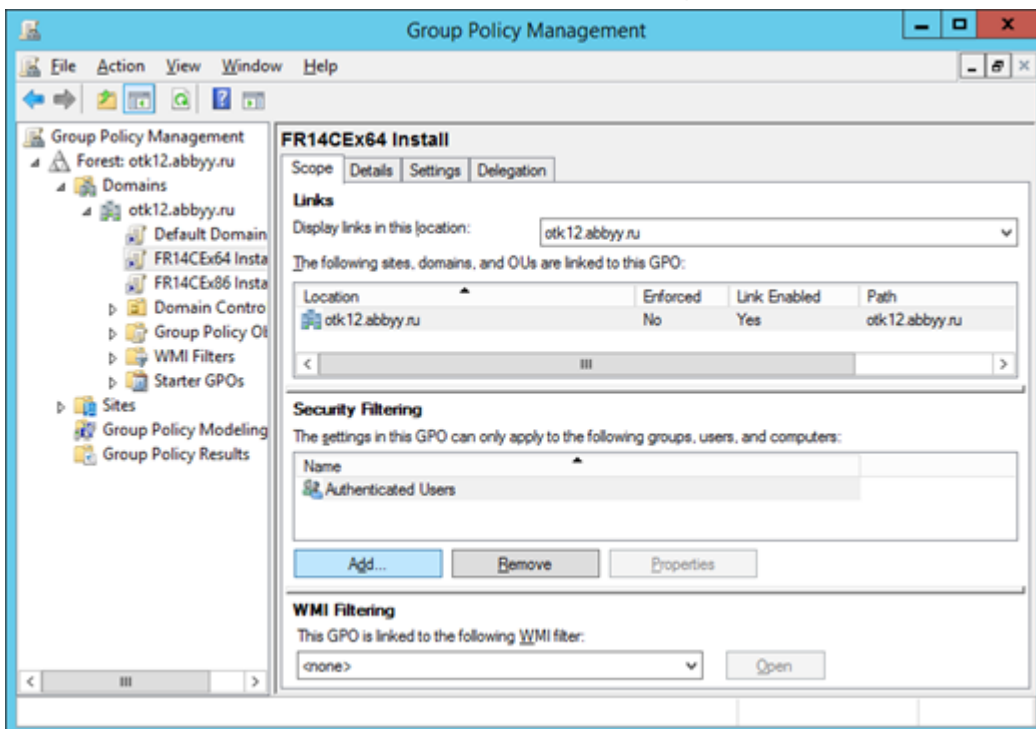 Group Policy Management
File Action View Window Help
Group Policy Management
Forest: otk12.abbyy.ru
Domains
otk12.abbyy.ru
Default Domain
FR14CEx64 Insta
FR14CEx86 Insta
Domain Contro
Group Policy Ob
WMI Filters
Starter GPOs
Sites
Group Policy Modeling
Group Policy Results
FR14CEx64 Install
Scope Details Settings Delegation
Links
Display links in this location: otk12.abbyy.ru
The following sites, domains, and OUs are linked to this GPO:
Location Enforced Link Enabled Path
otk12.abbyy.ru No Yes otk12.abbyy.ru
Security Filtering
The settings in this GPO can only apply to the following groups, users, and computers:
Name
Authenticated Users
Add... Remove Properties
WMI Filtering
This GPO is linked to the following WMI filter:
<none> Open